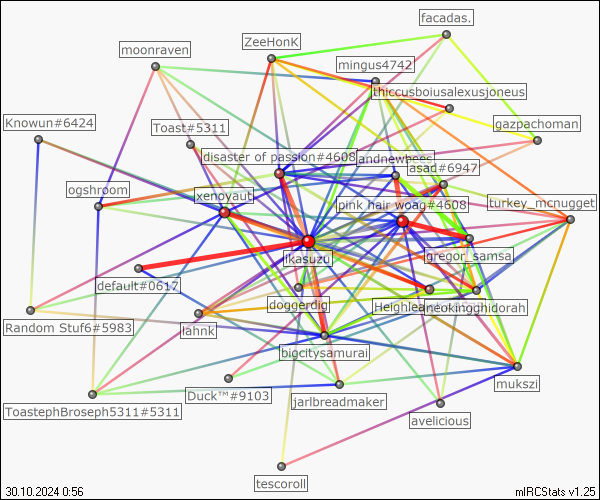 facadas.
ZeeHonK
moonraven
mingus4742
thiccusboiusalexusjoneus
Knowun#6424
Toast#5311
gazpachoman
disaster of passion#4608
andnewbees
asad#6947
ogshroom
xenoyaut
pink hair woag#4608
turkey_mcnugget
ikasuzu
gregor_samsa
default#0617
doggerdig
neokingghidorah
Random Stuf6#5983
lahnk
bigcitysamurai
mukszi
Duck™#9103
jarlbreadmaker
ToastephBroseph5311#5311
avelicious
tescoroll
30.10.2024 0:56
mIRCStats v1.25